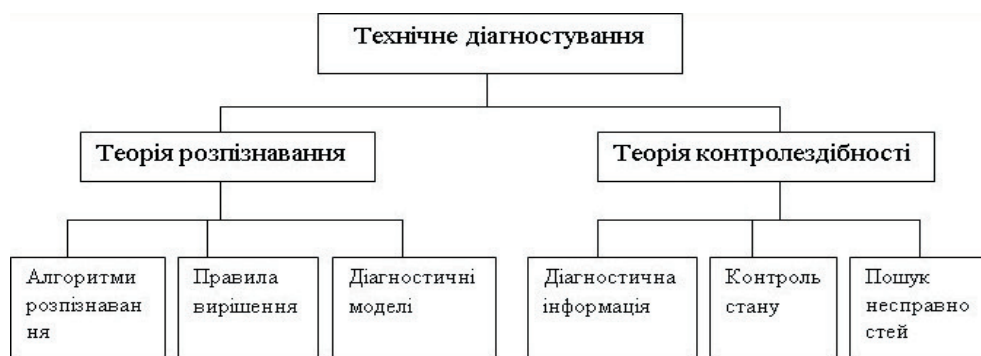 Технічне діагностування
Теорія розпізнавання
Теорія контролездібності
Алгоритми
розпізнаван
ня
Правила
вирішення
Діагностичні
моделі
Діагностична
інформація
Контроль
стану
Пошук
несправно
стей